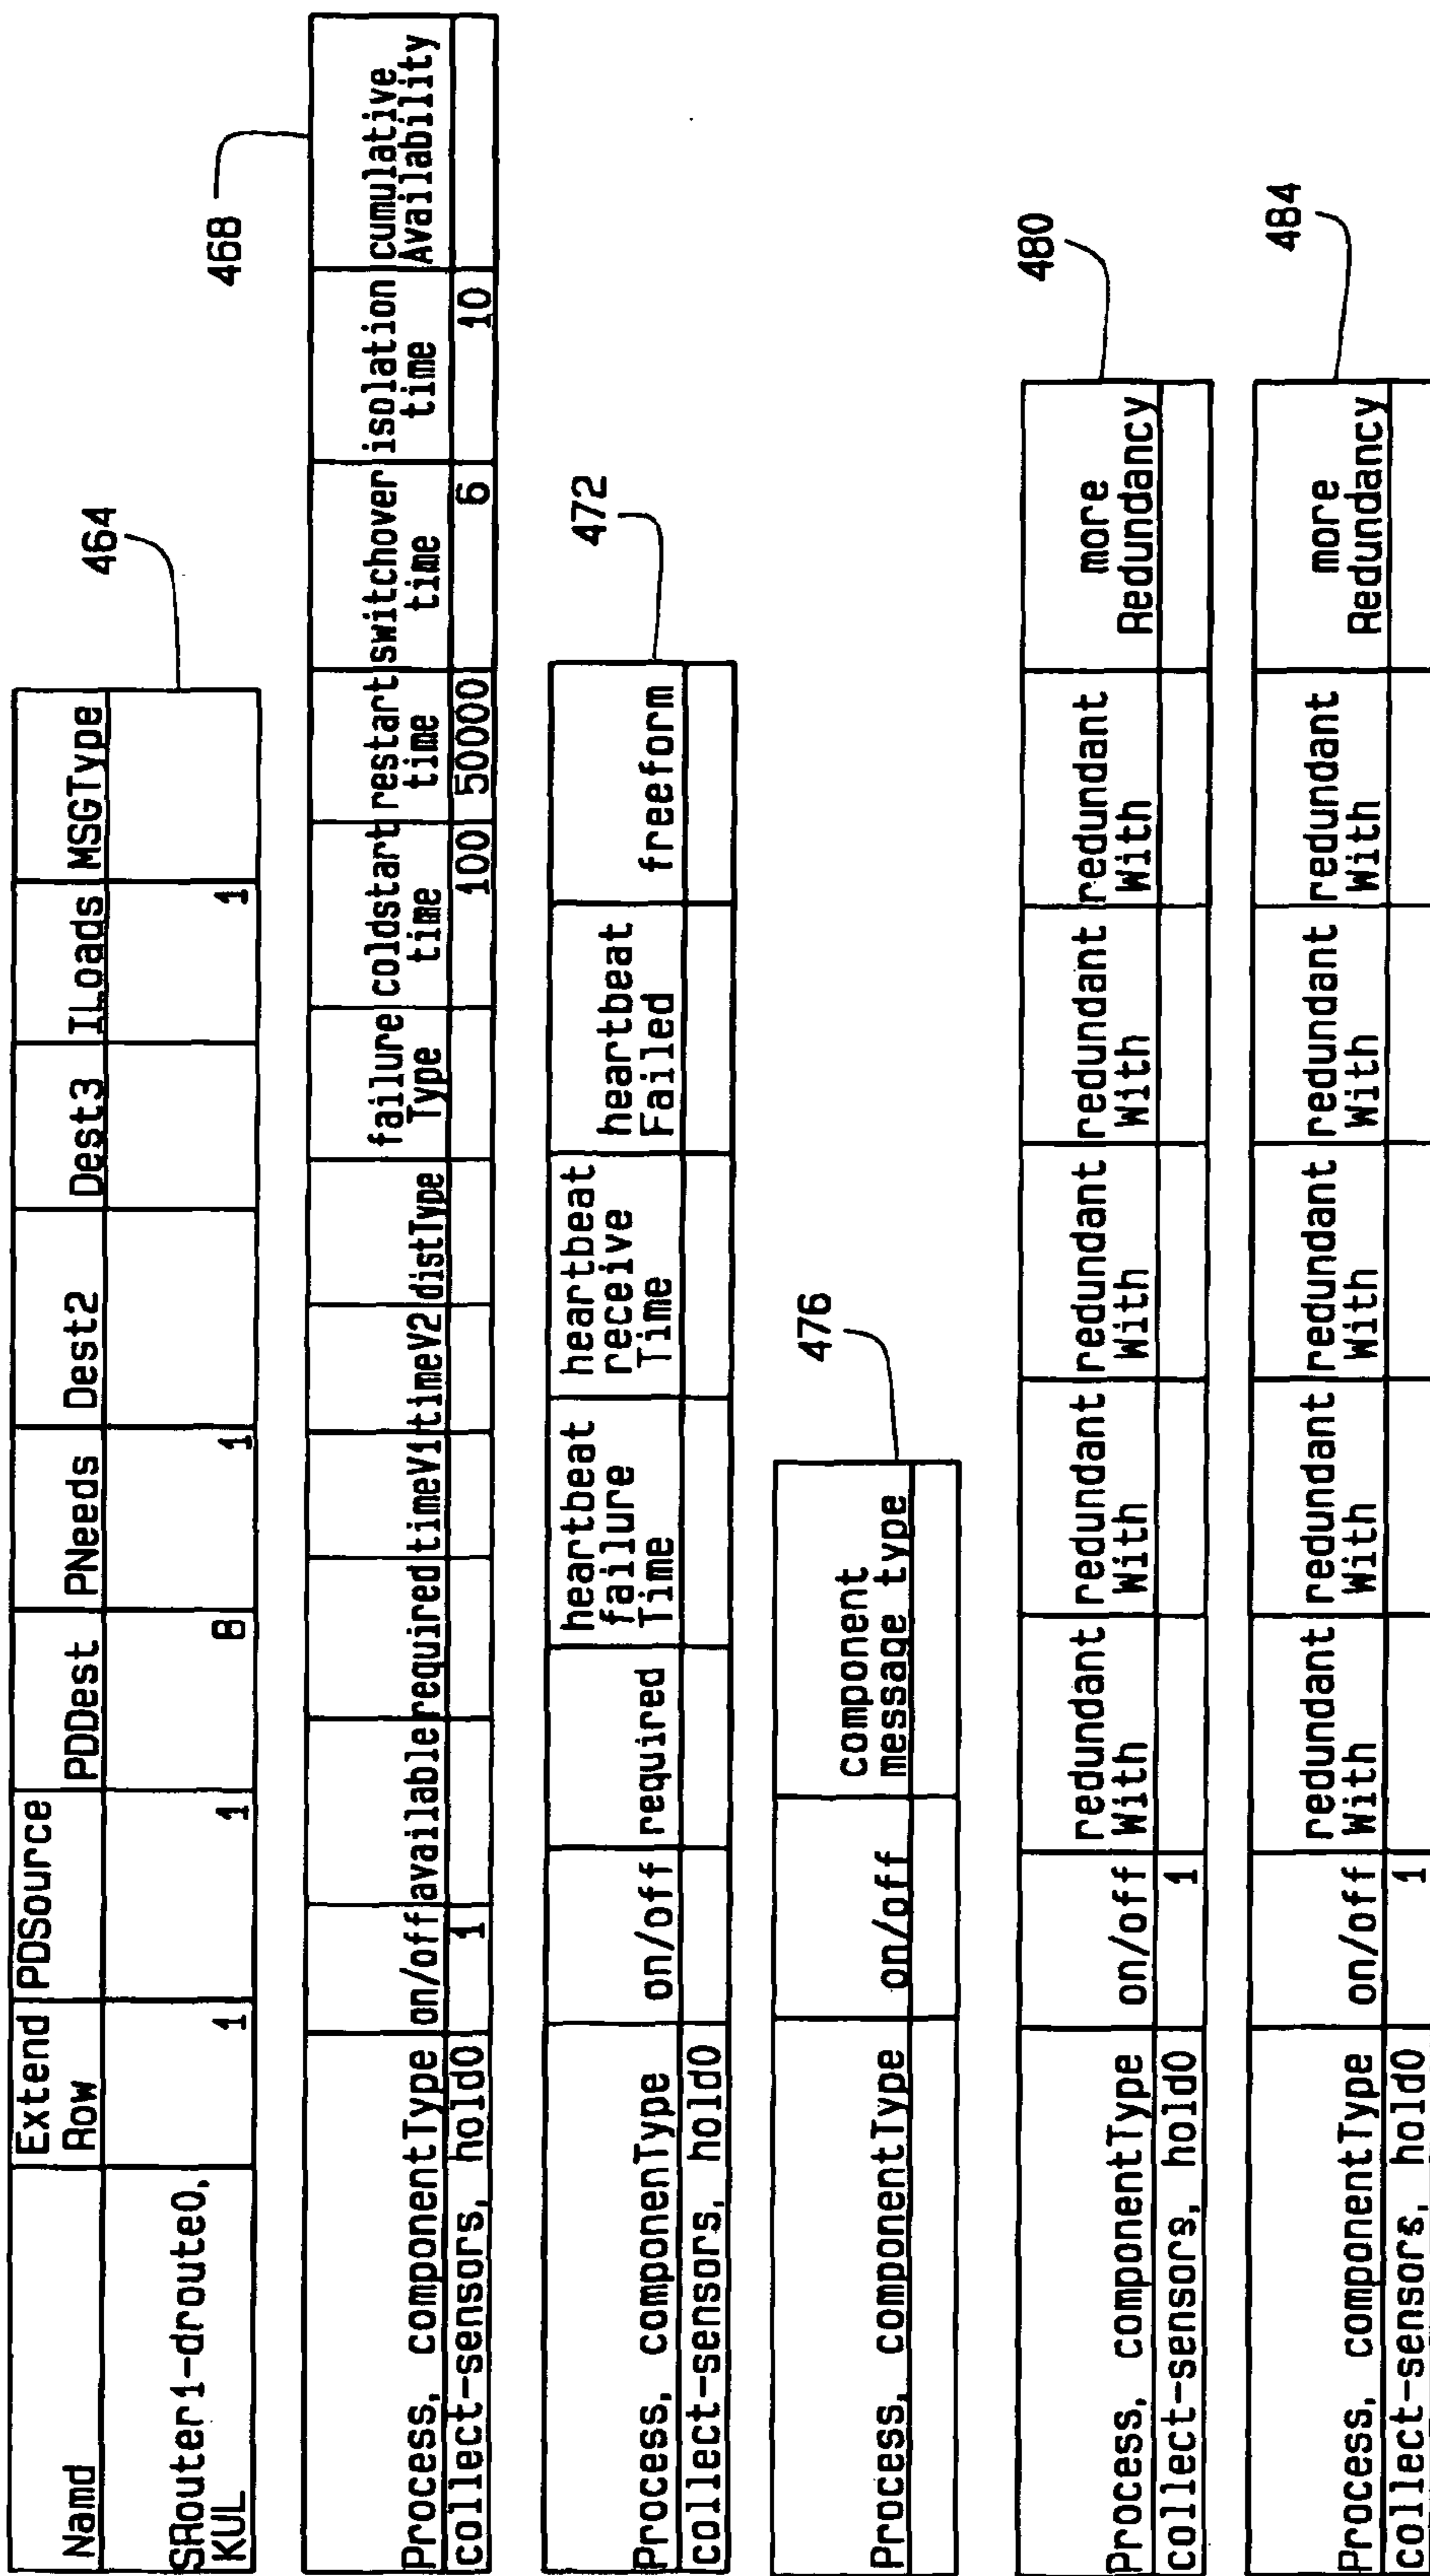 Namd Extend Row PDSource PDDest PNeeds Dest2 Dest3 ILoads MSGType
SRouter1-droute0, KUL 1 1 8 1 1
464
Process, componentType on/off available required timeV1 timeV2 distType failure Type coldstart time restart time switchover time isolation time cumulative Availability
collect-sensors, hold0 1 100 50000 6 10
468
Process, componenType on/off required heartbeat failure Time heartbeat receive Time heartbeat Failed freeform
collect-sensors, hold0
472
Process, componentType on/off component message type
476
Process, componentType on/off redundant With redundant With redundant With redundant With redundant With more Redundancy
collect-sensors, hold0 1
480
Process, componentType on/off redundant With redundant With redundant With redundant With redundant With more Redundancy
collect-sensors, hold0 1
484